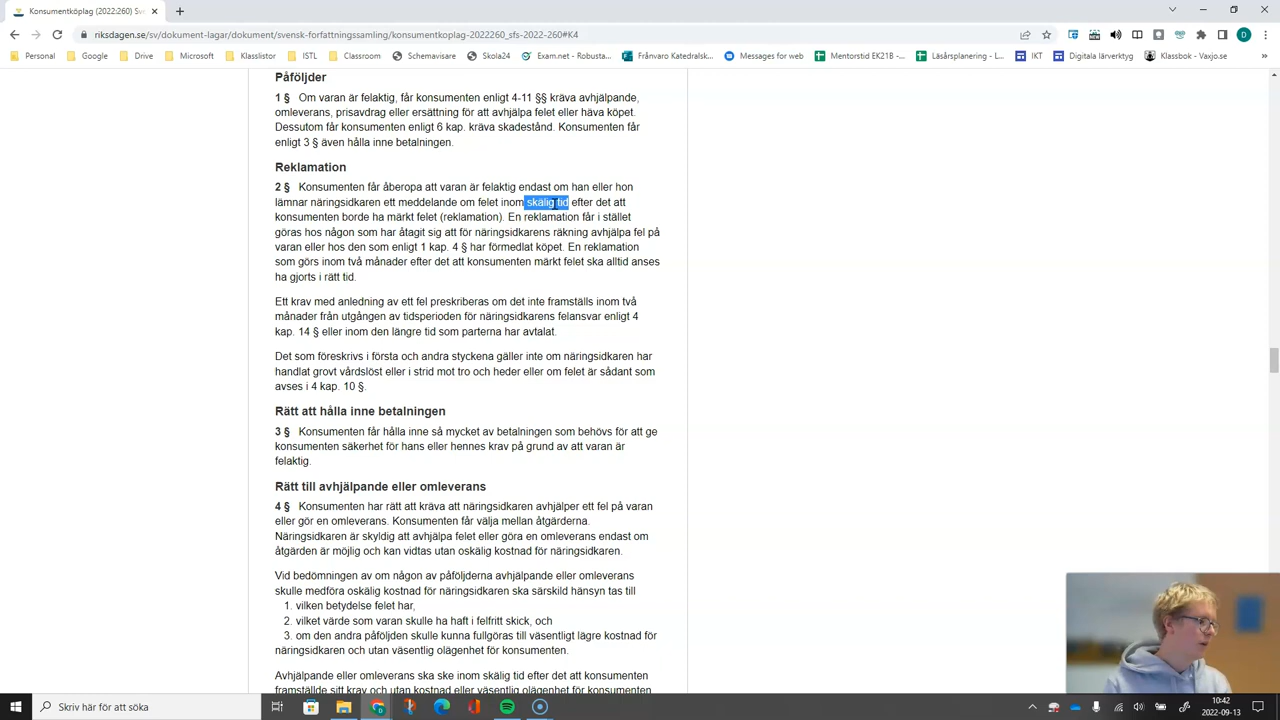 Konsumentköplag (2022:260) Sv
riksdagen.se/sv/dokument-lagar/dokument/svensk-forfattningssamling/konsumentkoplag-2022260_sfs-2022-260#K4
Personal Google Drive Microsoft Klasslistor ISTL Classroom Schemavisare Skola24 Exam.net - Robusta... Frånvaro Katedralsk... Messages for web Mentorstid EK21B -... Läsårsplanering - L... IKT Digitala lärverktyg Klassbok - Vaxjo.se »
Påföljder
1 § Om varan är felaktig, får konsumenten enligt 4-11 §§ kräva avhjälpande,
omleverans, prisavdrag eller ersättning för att avhjälpa felet eller häva köpet.
Dessutom får konsumenten enligt 6 kap. kräva skadestånd. Konsumenten får
enligt 3 § även hålla inne betalningen.
Reklamation
2 § Konsumenten får åberopa att varan är felaktig endast om han eller hon
lämnar näringsidkaren ett meddelande om felet inom skälig tid efter det att
konsumenten borde ha märkt felet (reklamation). En reklamation får i stället
göras hos någon som har åtagit sig att för näringsidkarens räkning avhjälpa fel på
varan eller hos den som enligt 1 kap. 4 § har förmedlat köpet. En reklamation
som görs inom två månader efter det att konsumenten märkt felet ska alltid anses
ha gjorts i rätt tid.
Ett krav med anledning av ett fel preskriberas om det inte framställs inom två
månader från utgången av tidsperioden för näringsidkarens felansvar enligt 4
kap. 14 § eller inom den längre tid som parterna har avtalat.
Det som föreskrivs i första och andra styckena gäller inte om näringsidkaren har
handlat grovt vårdslöst eller i strid mot tro och heder eller om felet är sådant som
avses i 4 kap. 10 §.
Rätt att hålla inne betalningen
3 § Konsumenten får hålla inne så mycket av betalningen som behövs för att ge
konsumenten säkerhet för hans eller hennes krav på grund av att varan är
felaktig.
Rätt till avhjälpande eller omleverans
4 § Konsumenten har rätt att kräva att näringsidkaren avhjälper ett fel på varan
eller gör en omleverans. Konsumenten får välja mellan åtgärderna.
Näringsidkaren är skyldig att avhjälpa felet eller göra en omleverans endast om
åtgärden är möjlig och kan vidtas utan oskälig kostnad för näringsidkaren.
Vid bedömningen av om någon av påföljderna avhjälpande eller omleverans
skulle medföra oskälig kostnad för näringsidkaren ska särskild hänsyn tas till
1. vilken betydelse felet har,
2. vilket värde som varan skulle ha haft i felfritt skick, och
3. om den andra påföljden skulle kunna fullgöras till väsentligt lägre kostnad för
näringsidkaren och utan väsentlig olägenhet för konsumenten.
Avhjälpande eller omleverans ska ske inom skälig tid efter det att konsumenten
framställde sitt krav och utan kostnad eller väsentlig olägenhet för konsumenten
Skriv här för att söka
10:42
2022-09-13